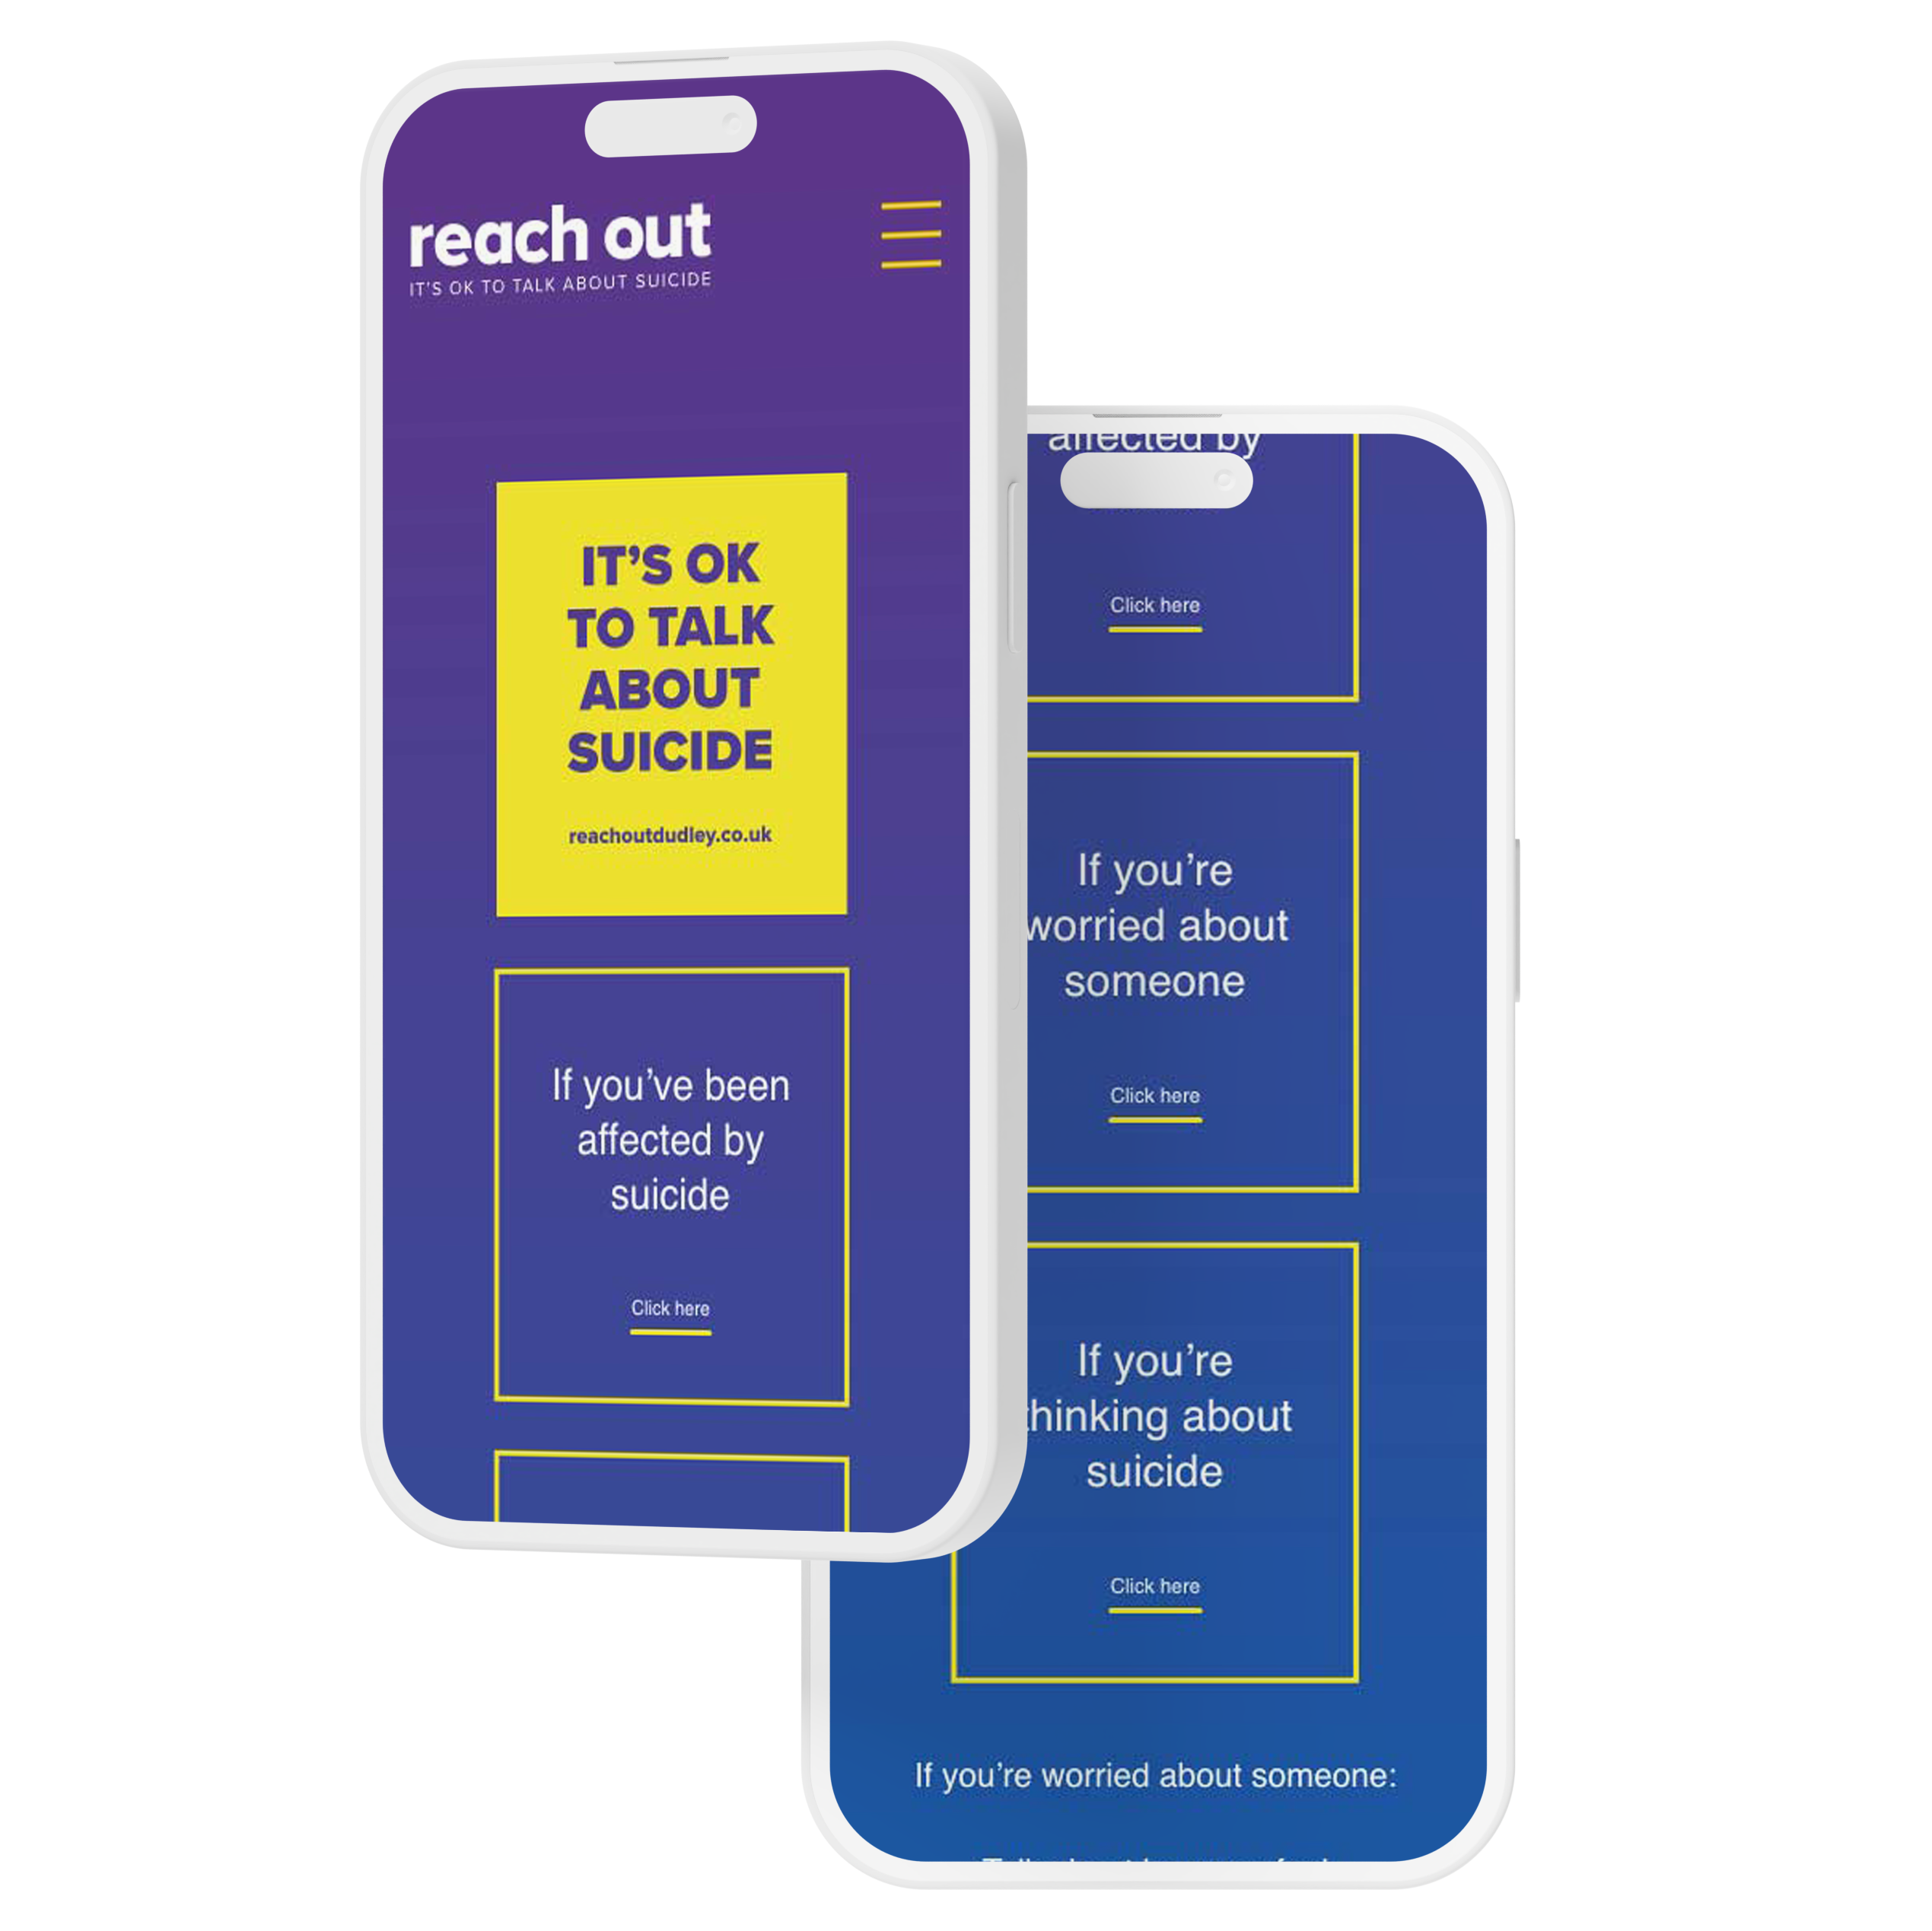 reach out
IT'S OK TO TALK ABOUT SUICIDE
IT'S OK
TO TALK
ABOUT
SUICIDE
reachoutdudley.co.uk
If you've been
affected by
suicide
Click here
affected by
Click here
If you're
worried about
someone
Click here
If you're
thinking about
suicide
Click here
If you're worried about someone: